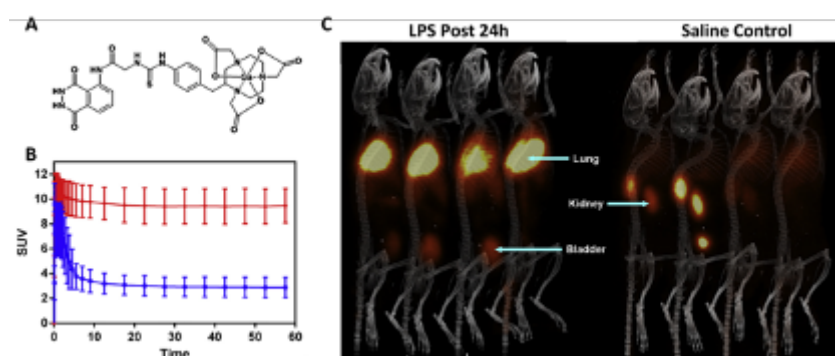 A
C
LPS Post 24h
Saline Control
Lung
Kidney
Bladder
B
SUV
12
10
8
6
4
2
0
0 10 20 30 40 50 60
Time